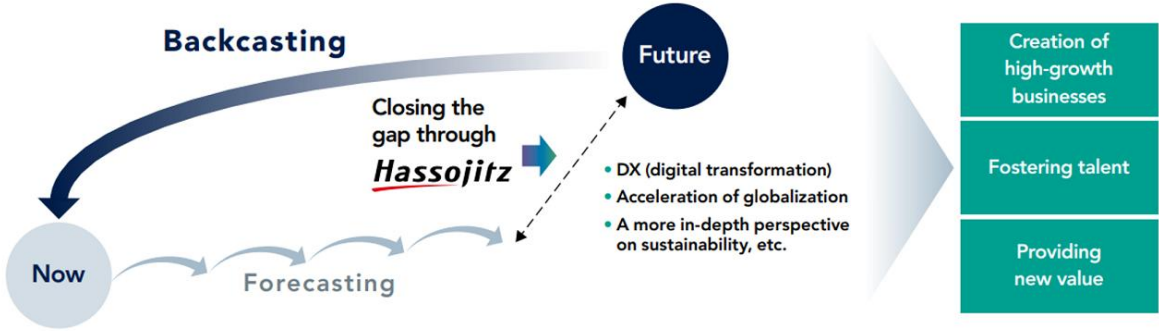 Backcasting
Future
Closing the
gap through
Hassojitz
• DX (digital transformation)
• Acceleration of globalization
• A more in-depth perspective
on sustainability, etc.
Now
Forecasting
Creation of
high-growth
businesses
Fostering talent
Providing
new value